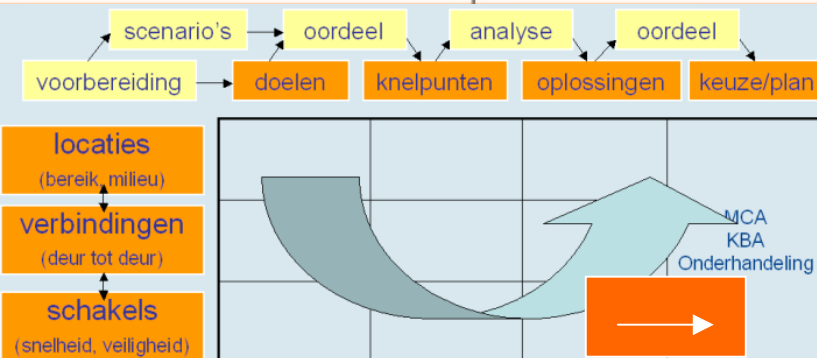 scenario's
oordeel
analyse
oordeel
voorbereiding
doelen
knelpunten
oplossingen
keuze/plan
locaties
(bereik, milieu)
verbindingen
(deur tot deur)
schakels
(snelheid, veiligheid)
MCA
KBA
Onderhandeling